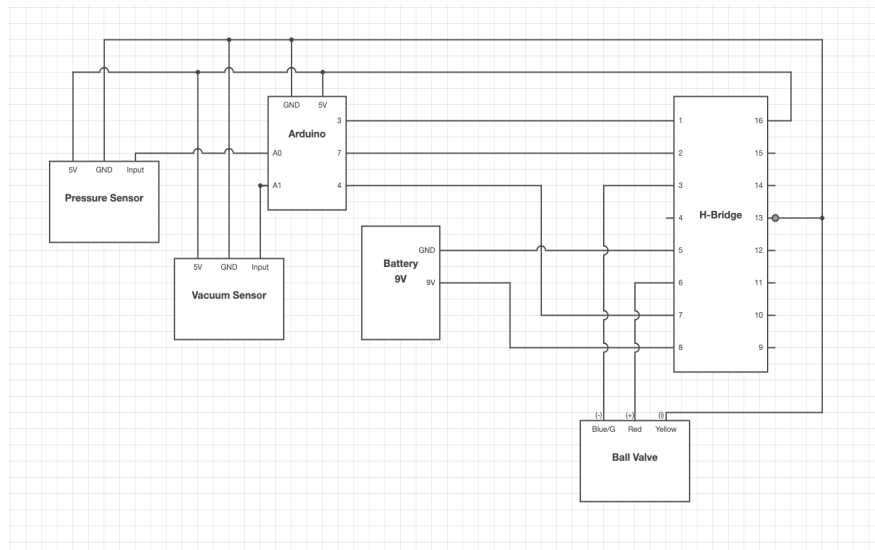 GND 5V
Arduino
3
A0
7
A1
4
5V GND Input
Pressure Sensor
5V GND Input
Vacuum Sensor
GND
Battery
9V
9V
1
2
3
4
5
6
7
8
H-Bridge
16
15
14
13
12
11
10
9
(-) (+) (i)
Blue/G Red Yellow
Ball Valve